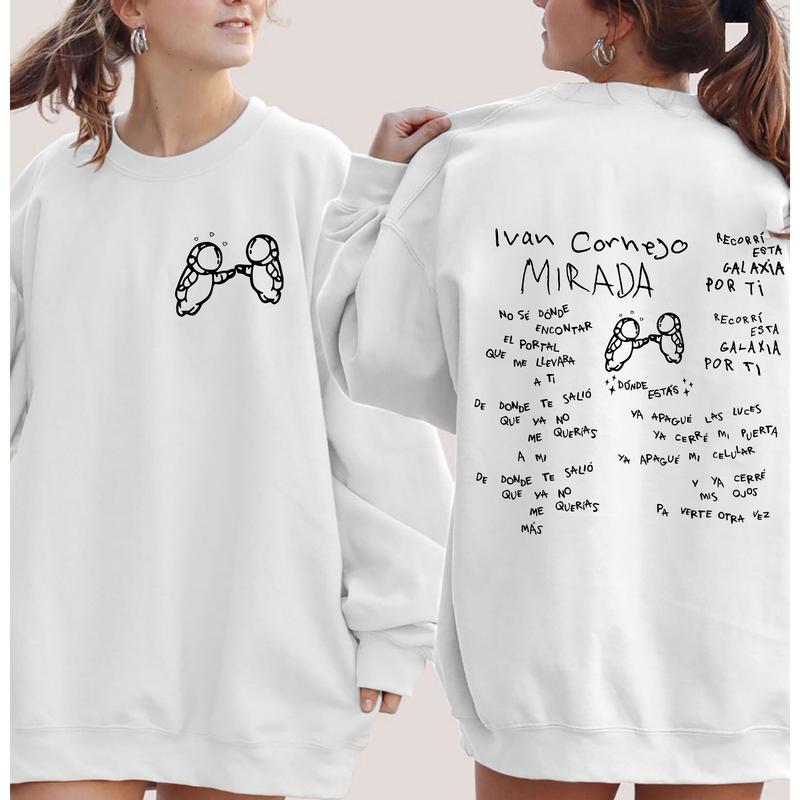 Ivan Cornejo
MIRADA
NO SÉ DÓNDE
ENCONTAR
EL PORTAL
QUE ME LLEVARA
A TI
DE DONDE TE SALIÓ
QUE YA NO
ME QUERÍAS
A MI
DE DONDE TE SALIÓ
QUE YA NO
ME QUERÍAS
MÁS
RECORRÍ
ESTA
GALAXIA
POR TI
RECORRÍ
ESTA
GALAXIA
POR TI
DÓNDE
ESTÁS
YA APAGUÉ LAS LUCES
YA CERRÉ MI PUERTA
YA APAGUÉ MI CELULAR
Y YA CERRÉ
MIS OJOS
PA VERTE OTRA VEZ